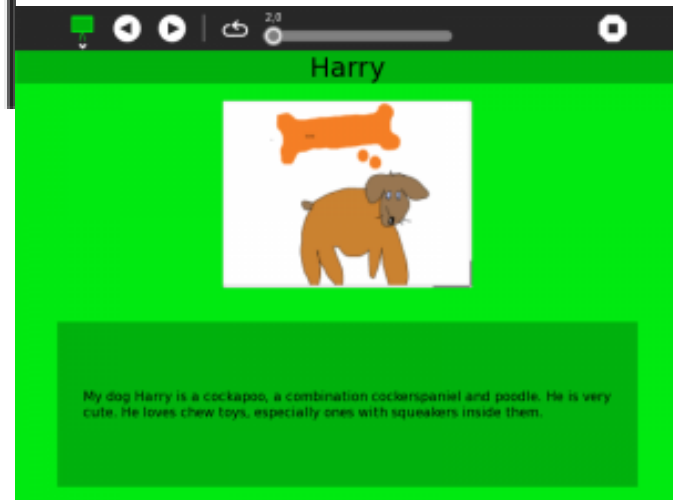 2,0
Harry
My dog Harry is a cockapoo, a combination cockerspaniel and poodle. He is very
cute. He loves chew toys, especially ones with squeakers inside them.